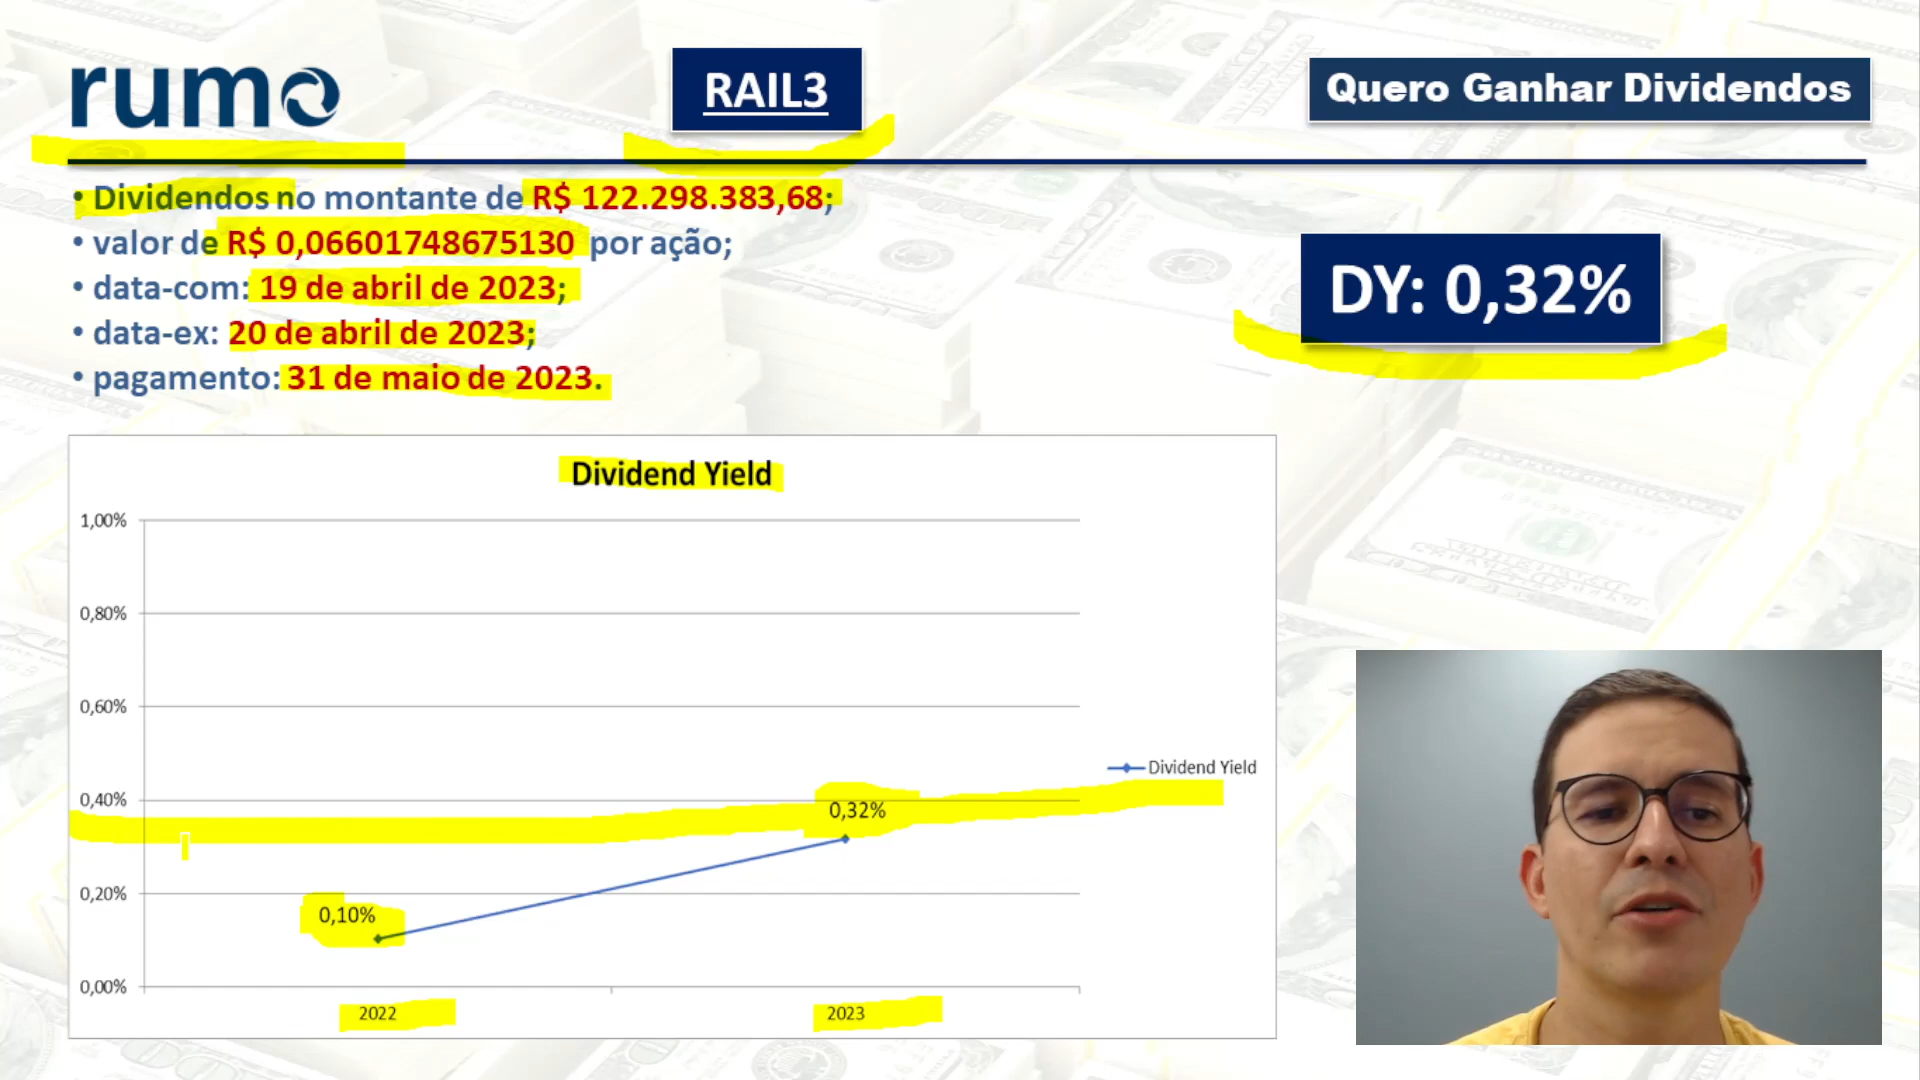 rumo
RAIL3
Quero Ganhar Dividendos
• Dividendos no montante de R$ 122.298.383,68;
• valor de R$ 0,06601748675130 por ação;
• data-com: 19 de abril de 2023;
• data-ex: 20 de abril de 2023;
• pagamento: 31 de maio de 2023.
DY: 0,32%
Dividend Yield
1,00%
0,80%
0,60%
0,40%
0,20%
0,00%
0,10%
0,32%
2022
2023
Dividend Yield